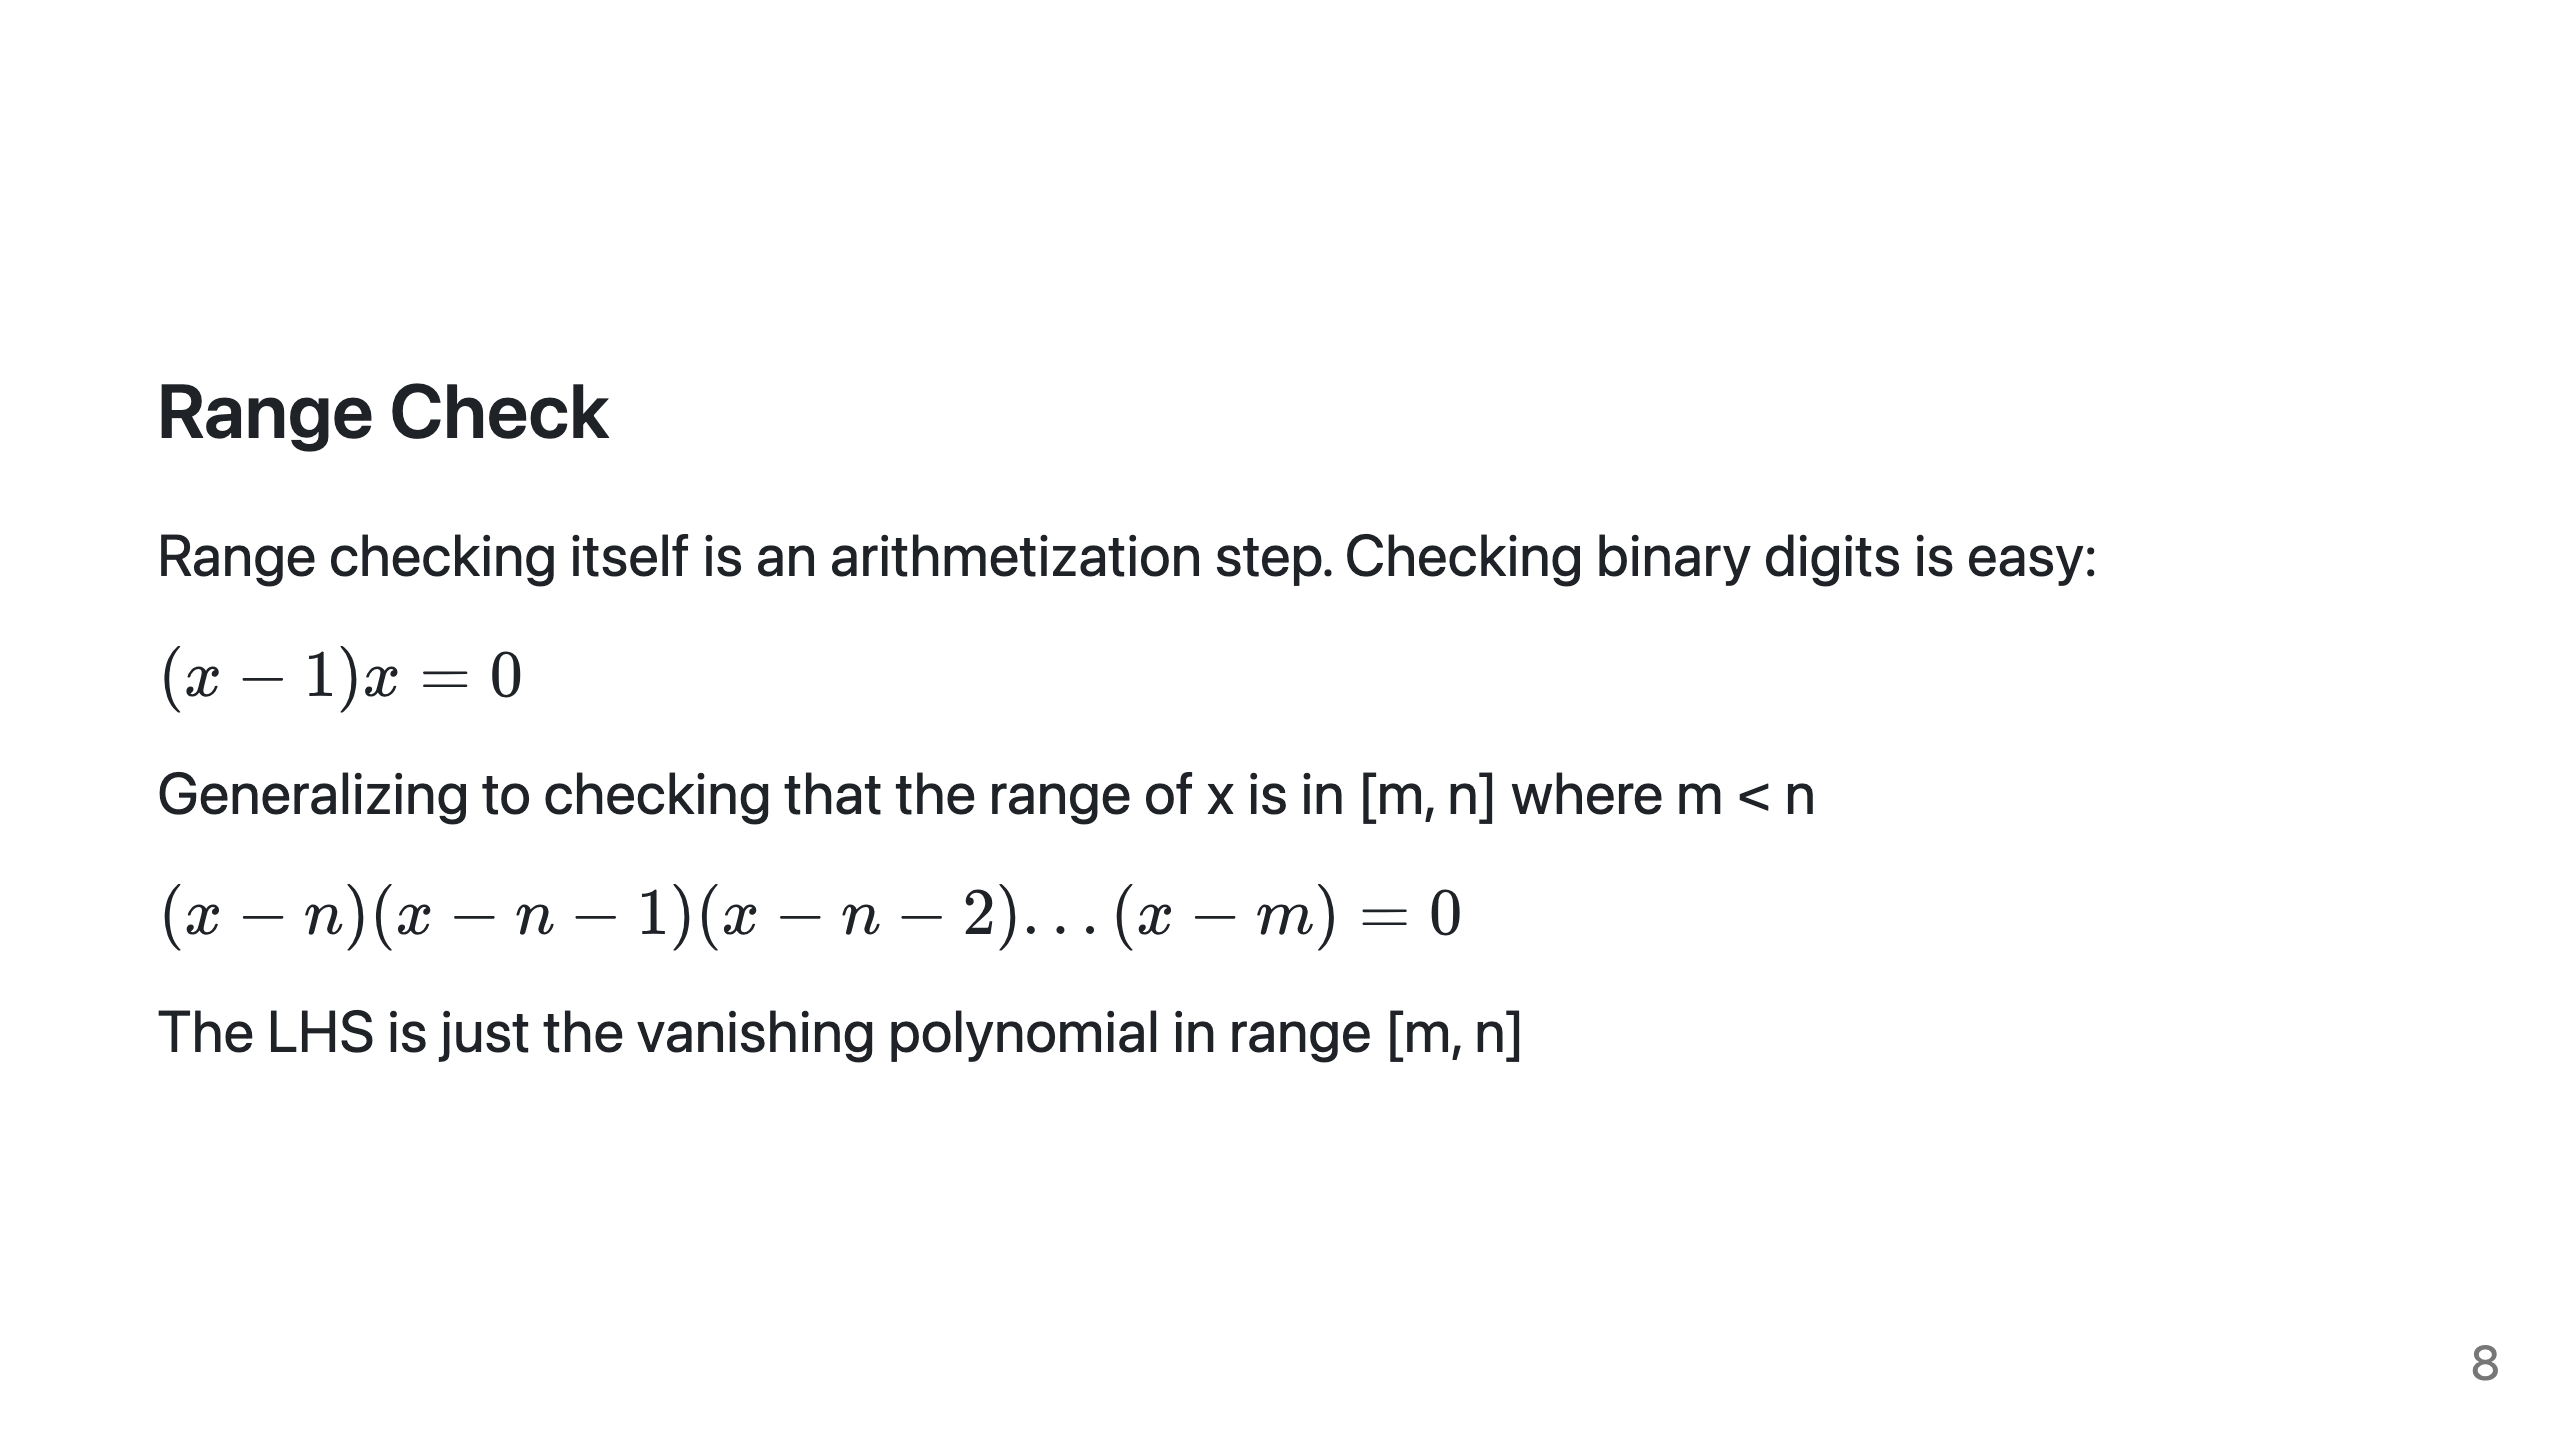 Range Check
Range checking itself is an arithmetization step. Checking binary digits is easy:
(x − 1)x = 0
Generalizing to checking that the range of x is in [m, n] where m < n
(x − n)(x − n − 1)(x − n − 2). . . (x − m) = 0
The LHS is just the vanishing polynomial in range [m, n]
8